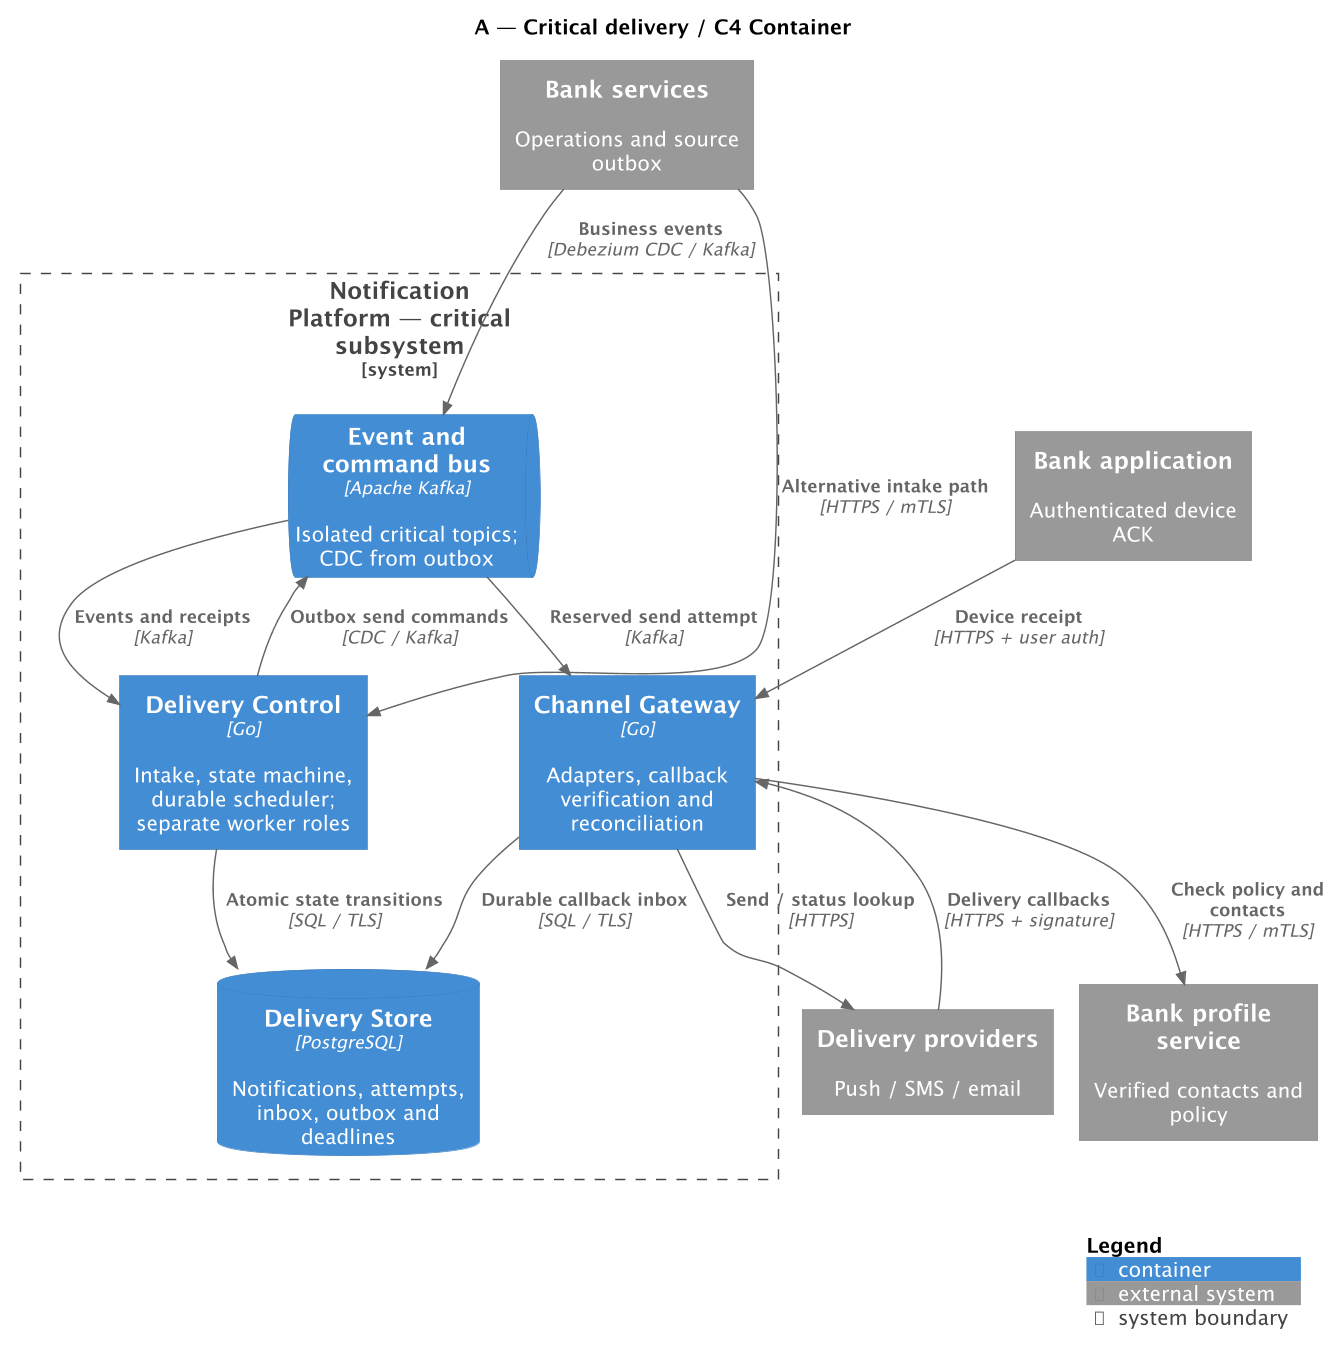 A — Critical delivery / C4 Container
Bank services
Operations and source
outbox
Business events
[Debezium CDC / Kafka]
Notification
Platform — critical
subsystem
[system]
Event and
command bus
[Apache Kafka]
Isolated critical topics;
CDC from outbox
Alternative intake path
[HTTPS / mTLS]
Bank application
Authenticated device
ACK
Events and receipts
[Kafka]
Outbox send commands
[CDC / Kafka]
Reserved send attempt
[Kafka]
Device receipt
[HTTPS + user auth]
Delivery Control
[Go]
Intake, state machine,
durable scheduler;
separate worker roles
Channel Gateway
[Go]
Adapters, callback
verification and
reconciliation
Atomic state transitions
[SQL / TLS]
Durable callback inbox
[SQL / TLS]
Send / status lookup
[HTTPS]
Delivery callbacks
[HTTPS + signature]
Check policy and
contacts
[HTTPS / mTLS]
Delivery Store
[PostgreSQL]
Notifications, attempts,
inbox, outbox and
deadlines
Delivery providers
Push / SMS / email
Bank profile
service
Verified contacts and
policy
Legend
container
external system
system boundary